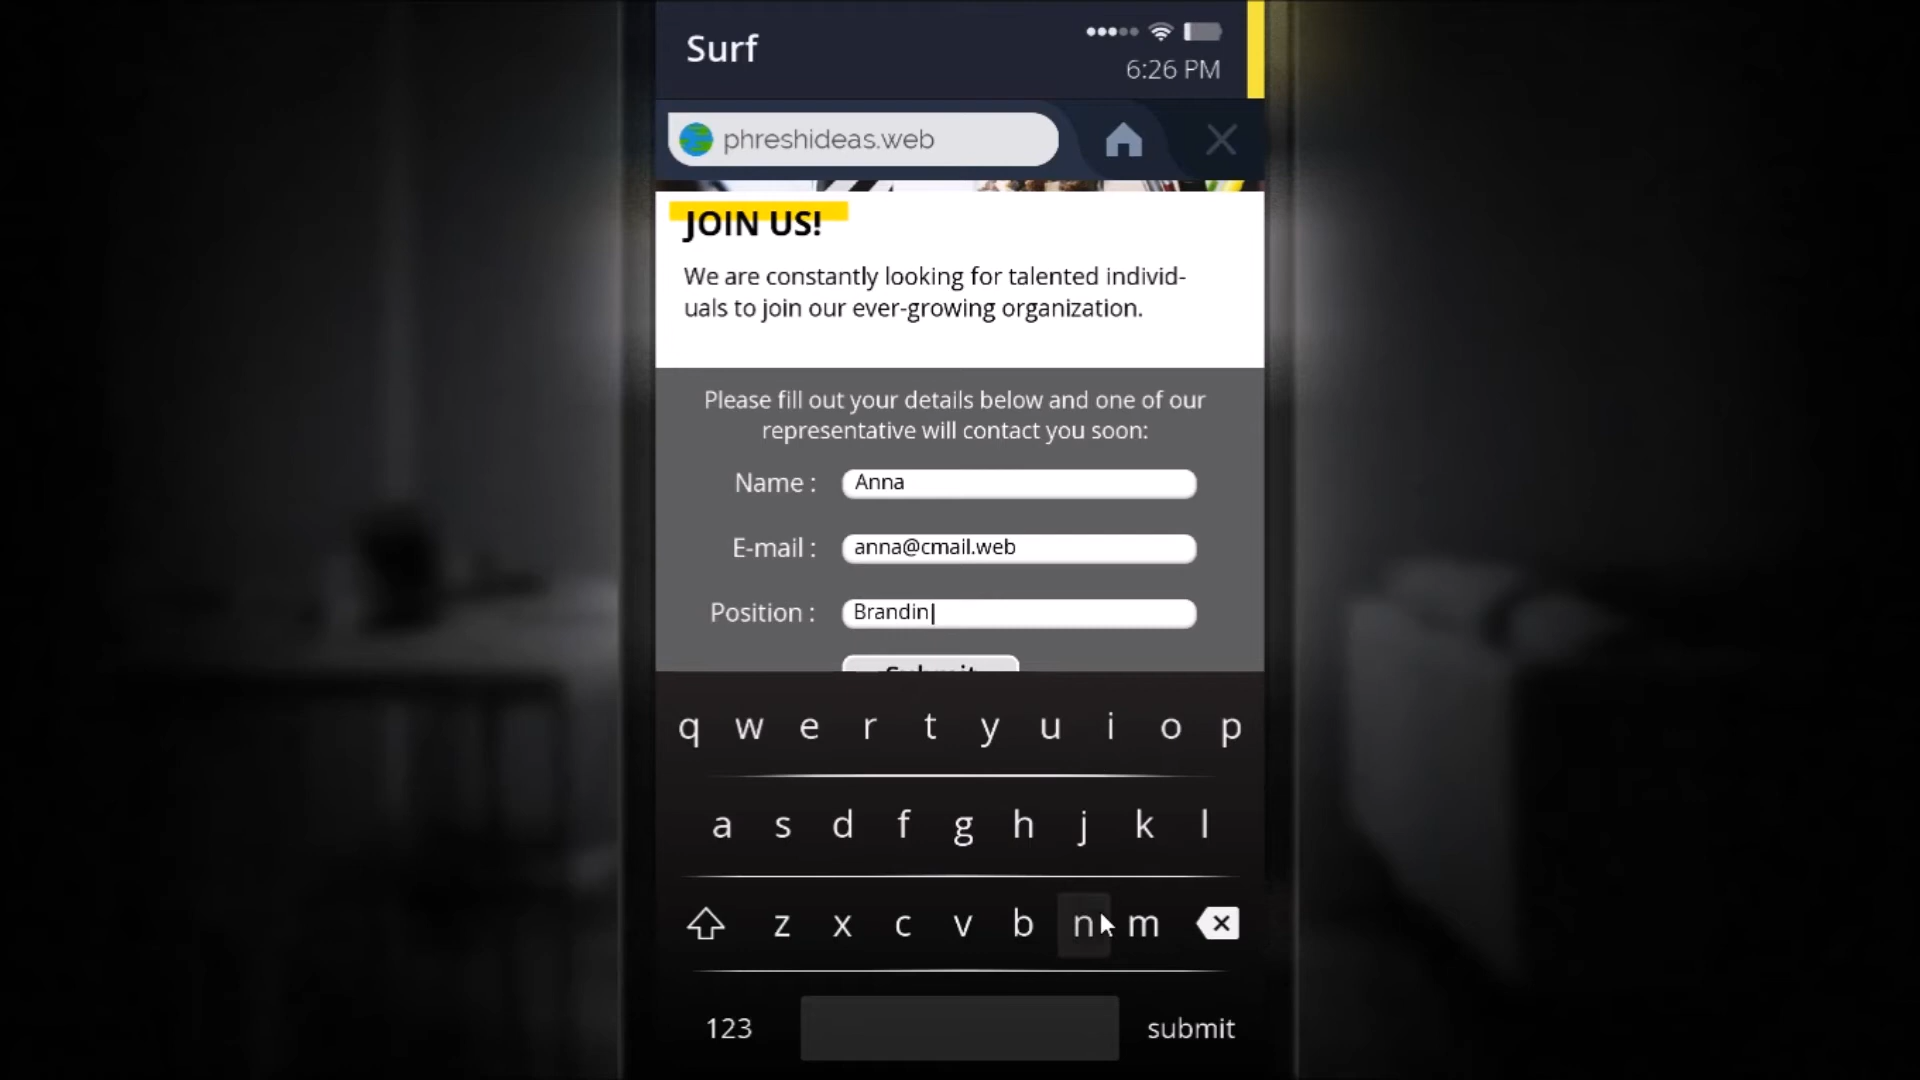 Surf
6:26 PM
phreshideas.web
JOIN US!
We are constantly looking for talented individ-
uals to join our ever-growing organization.
Please fill out your details below and one of our
representative will contact you soon:
Name : Anna
E-mail : anna@cmail.web
Position : Brandin
Submit
q w e r t y u i o p
a s d f g h j k l
z x c v b n m
123 submit